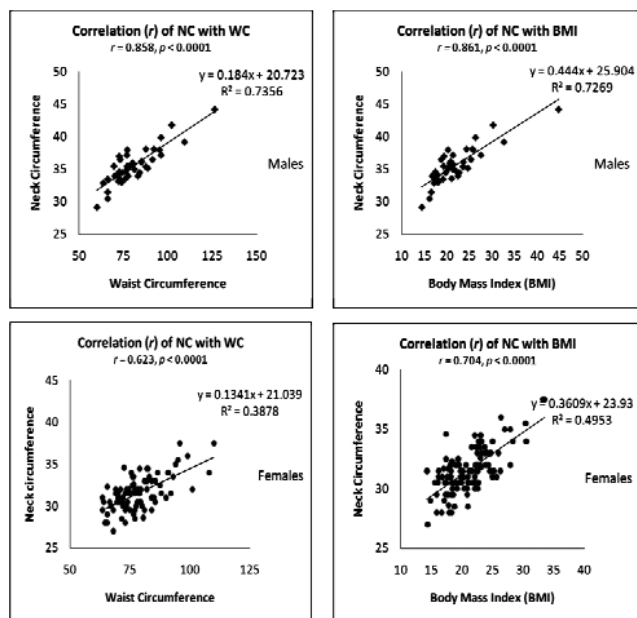 Correlation (r) of NC with WC
r = 0.858, p < 0.0001
y = 0.184x + 20.723
R² = 0.7356
50
45
40
35
30
25
Neck Circumference
Males
50
75
100
125
150
Waist Circumference
Correlation (r) of NC with BMI
r = 0.861, p < 0.0001
y = 0.444x + 25.904
R² = 0.7269
50
45
40
35
30
25
Neck Circumference
Males
10
15
20
25
30
35
40
45
50
Body Mass Index (BMI)
Correlation (r) of NC with WC
r – 0.623, p < 0.0001
y = 0.1341x + 21.039
R² = 0.3878
45
40
35
30
25
Neck circumference
Females
50
75
100
125
Waist Circumference
Correlation (r) of NC with BMI
r = 0.704, p < 0.0001
y = 0.3609x + 23.93
R² = 0.4953
40
35
30
25
Neck Circumference
Females
10
15
20
25
30
35
40
Body Mass Index (BMI)